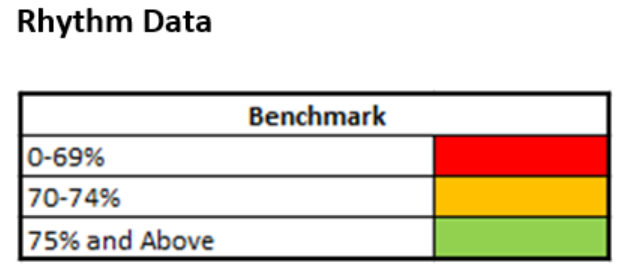 Rhythm Data
Benchmark
0-69%
70-74%
75% and Above